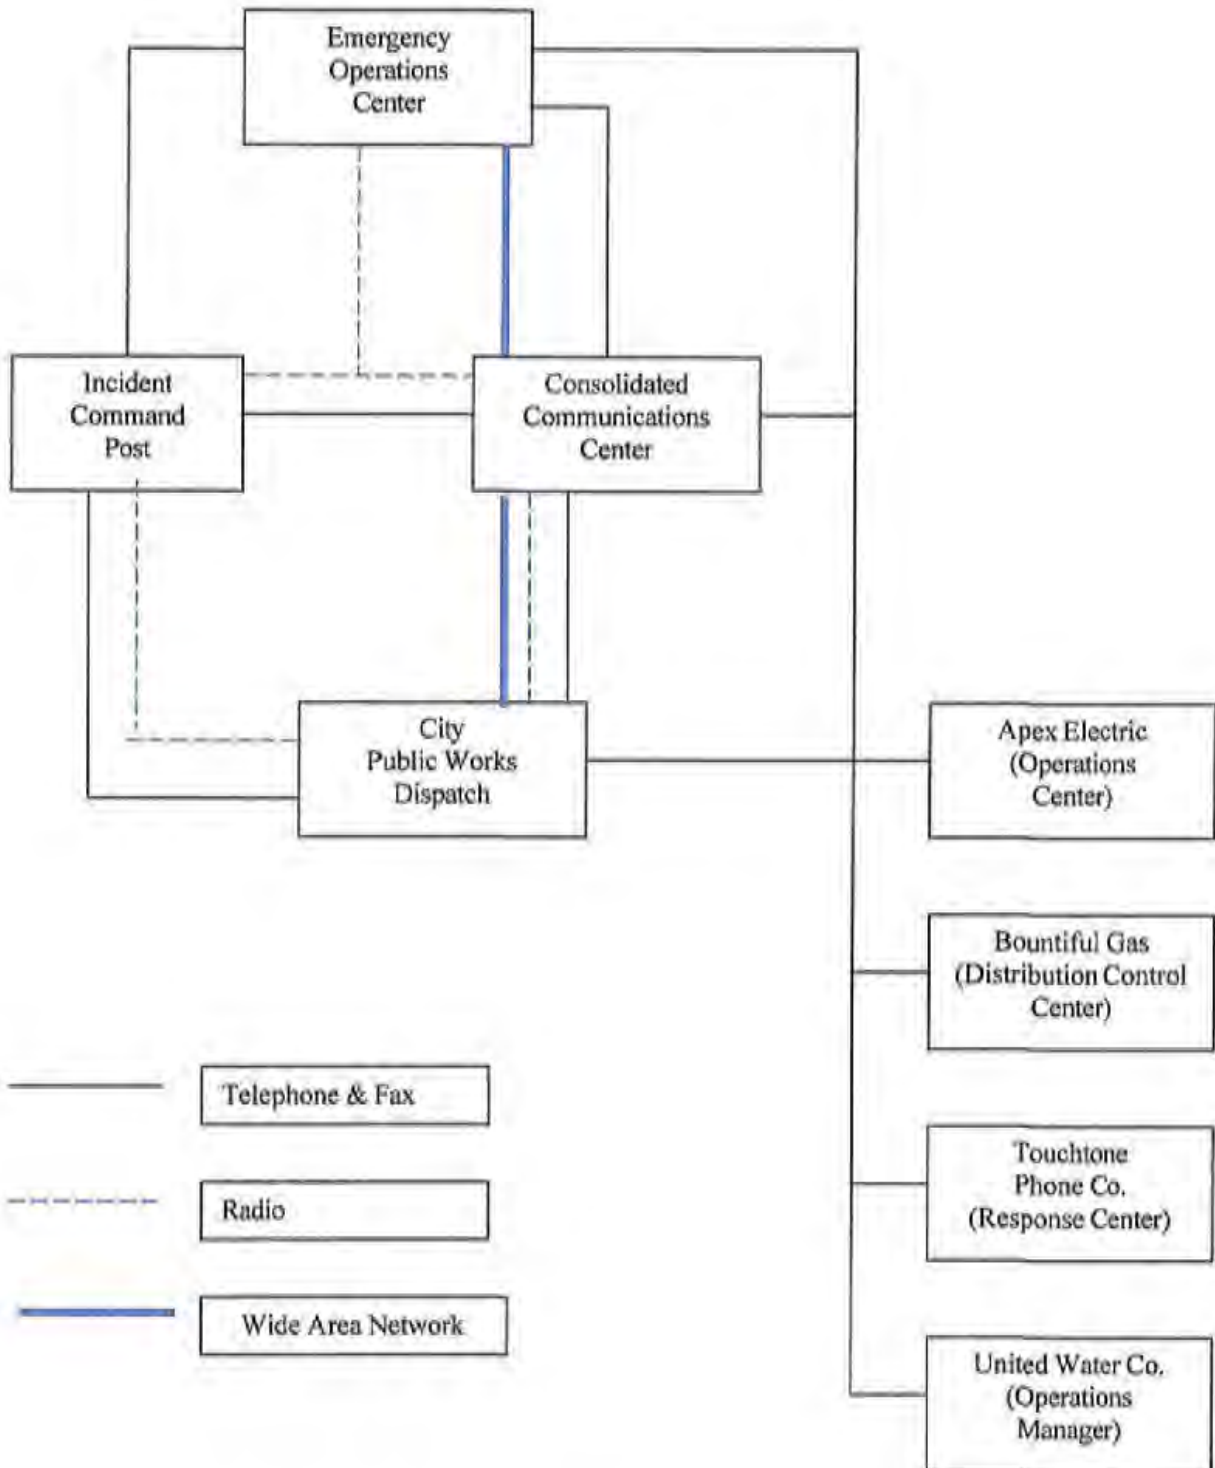 Emergency
Operations
Center
Incident
Command
Post
Consolidated
Communications
Center
City
Public Works
Dispatch
Apex Electric
(Operations
Center)
Bountiful Gas
(Distribution Control
Center)
Telephone & Fax
Touchtone
Phone Co.
(Response Center)
Radio
Wide Area Network
United Water Co.
(Operations
Manager)